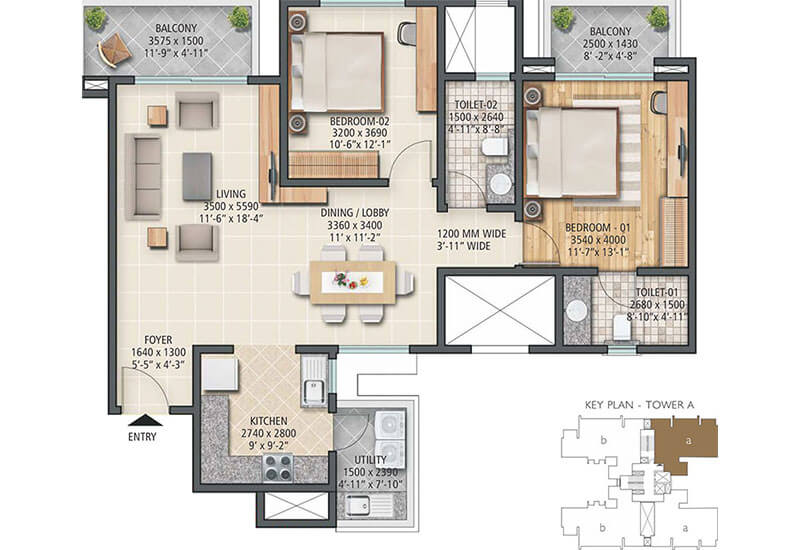 BALCONY
3575 x 1500
11'-9" x 4'-11"
BALCONY
2500 x 1430
8' -2"x 4'-8"
BEDROOM-02
3200 x 3690
10'-6"x 12'-1"
TOILET-02
1500 x 2640
4'-11"x 8'-8"
LIVING
3500 x 5590
11'-6" x 18'-4"
DINING / LOBBY
3360 x 3400
11' x 11'-2"
1200 MM WIDE
3'-11" WIDE
BEDROOM - 01
3540 x 4000
11'-7"x 13'-1"
TOILET-01
2680 x 1500
8'-10"x 4'-11"
FOYER
1640 x 1300
5'-5" x 4'-3"
ENTRY
KITCHEN
2740 x 2800
9' x 9'-2"
UTILITY
1500 x 2390
4'-11" x 7'-10"
KEY PLAN - TOWER A
b
a
b
a